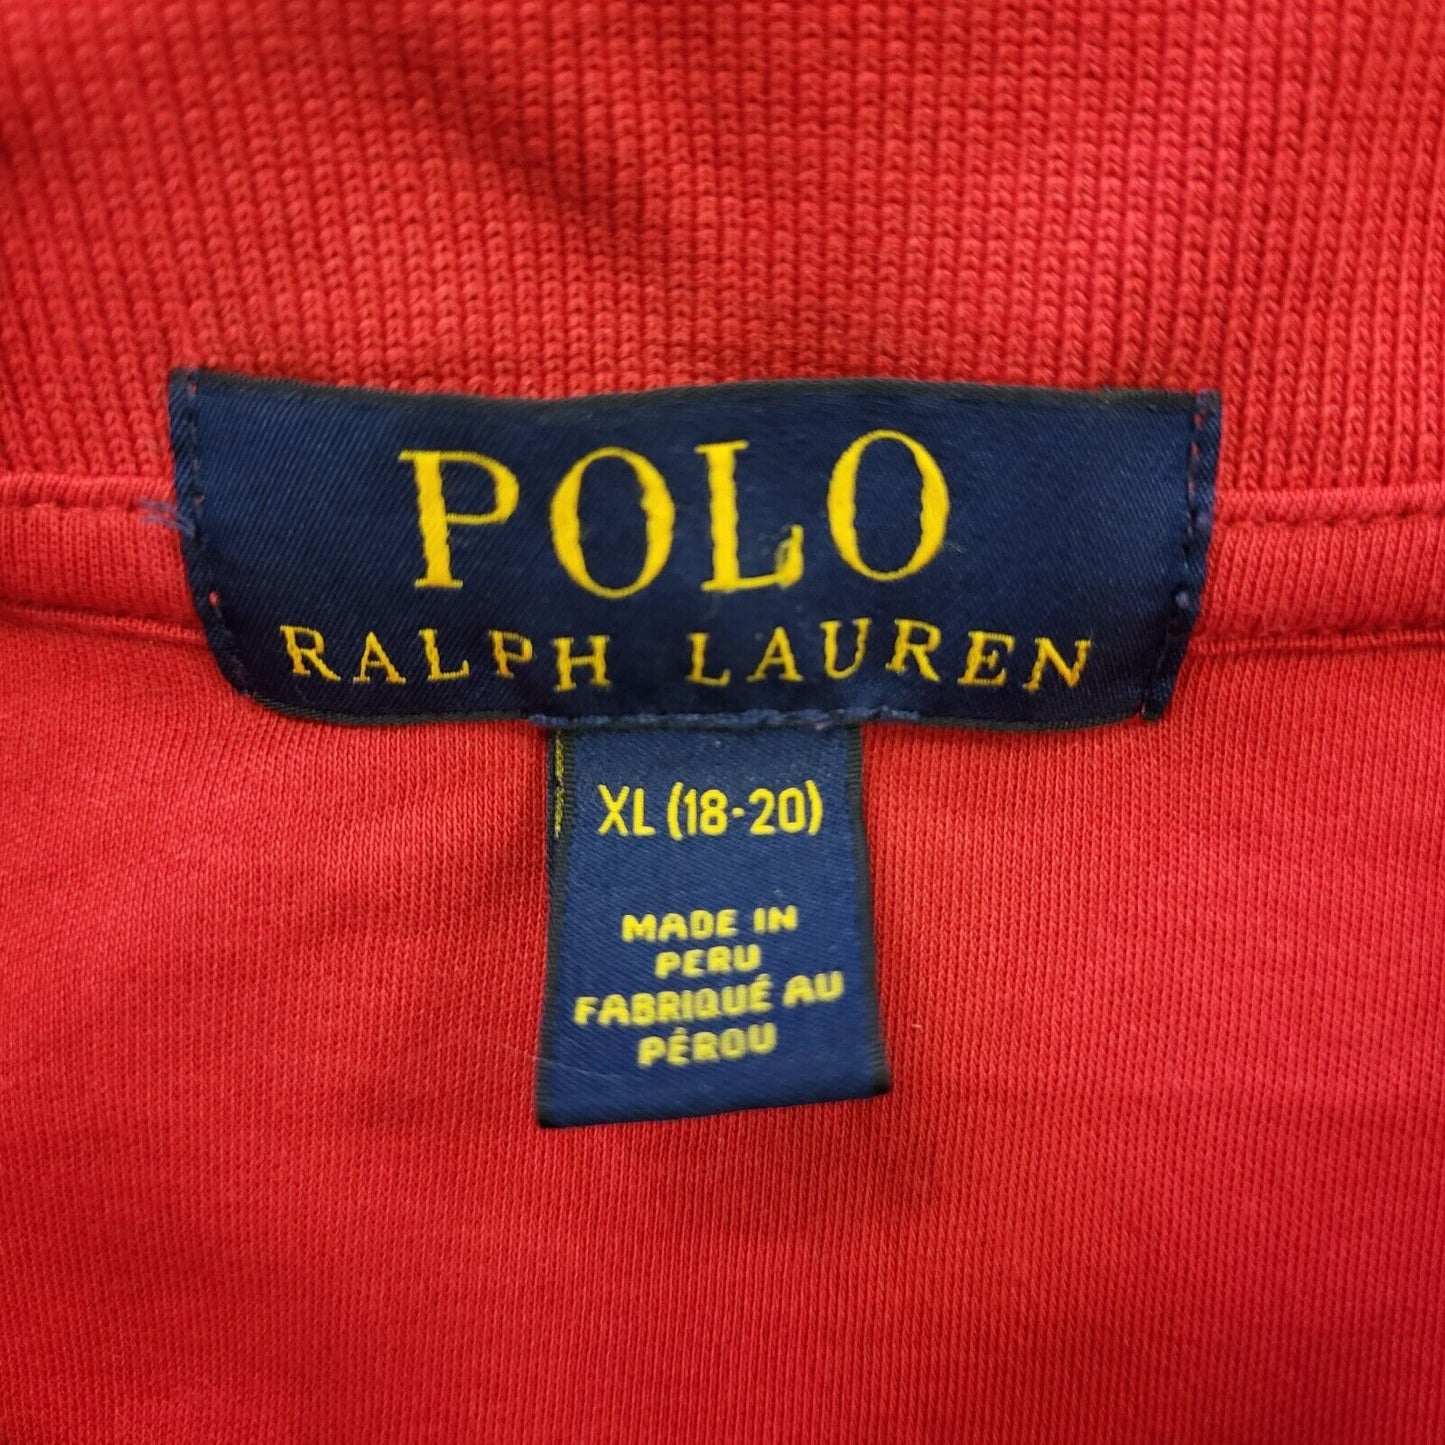 POLO
RALPH LAUREN
XL (18-20)
MADE IN
PERU
FABRIQUÉ AU
PÉROU